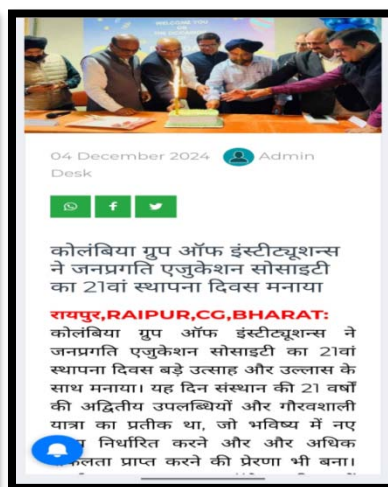 WELCOME YOU
04 December 2024 Admin
Desk
कोलंबिया ग्रुप ऑफ इंस्टीट्यूशन्स
ने जनप्रगति एजुकेशन सोसाइटी
का 21वां स्थापना दिवस मनाया
रायपुर,RAIPUR,CG,BHARAT:
कोलंबिया ग्रुप ऑफ इंस्टीट्यूशन्स ने
जनप्रगति एजुकेशन सोसाइटी का 21वां
स्थापना दिवस बड़े उत्साह और उल्लास के
साथ मनाया। यह दिन संस्थान की 21 वर्षों
की अद्वितीय उपलब्धियों और गौरवशाली
यात्रा का प्रतीक था, जो भविष्य में नए
निर्धारित करने और और अधिक
प्राप्त करने की प्रेरणा भी बना।